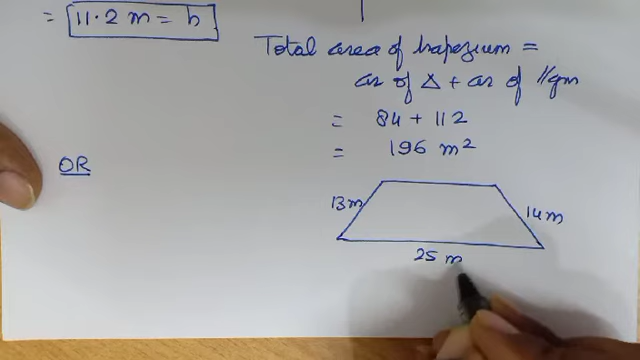 = 11.2 m = h
Total area of trapezium =
ar of Δ + ar of //gm
= 84 + 112
= 196 m²
OR
13m
14m
25 m